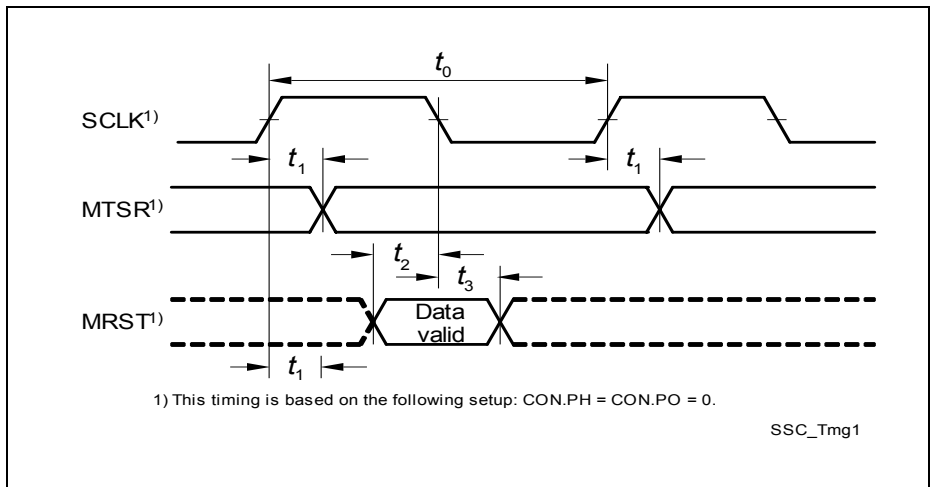 t0
SCLK1)
t1 t1
MTSR1)
t2
t3
MRST1) Data valid
t1
1) This timing is based on the following setup: CON.PH = CON.PO = 0.
SSC_Tmg1